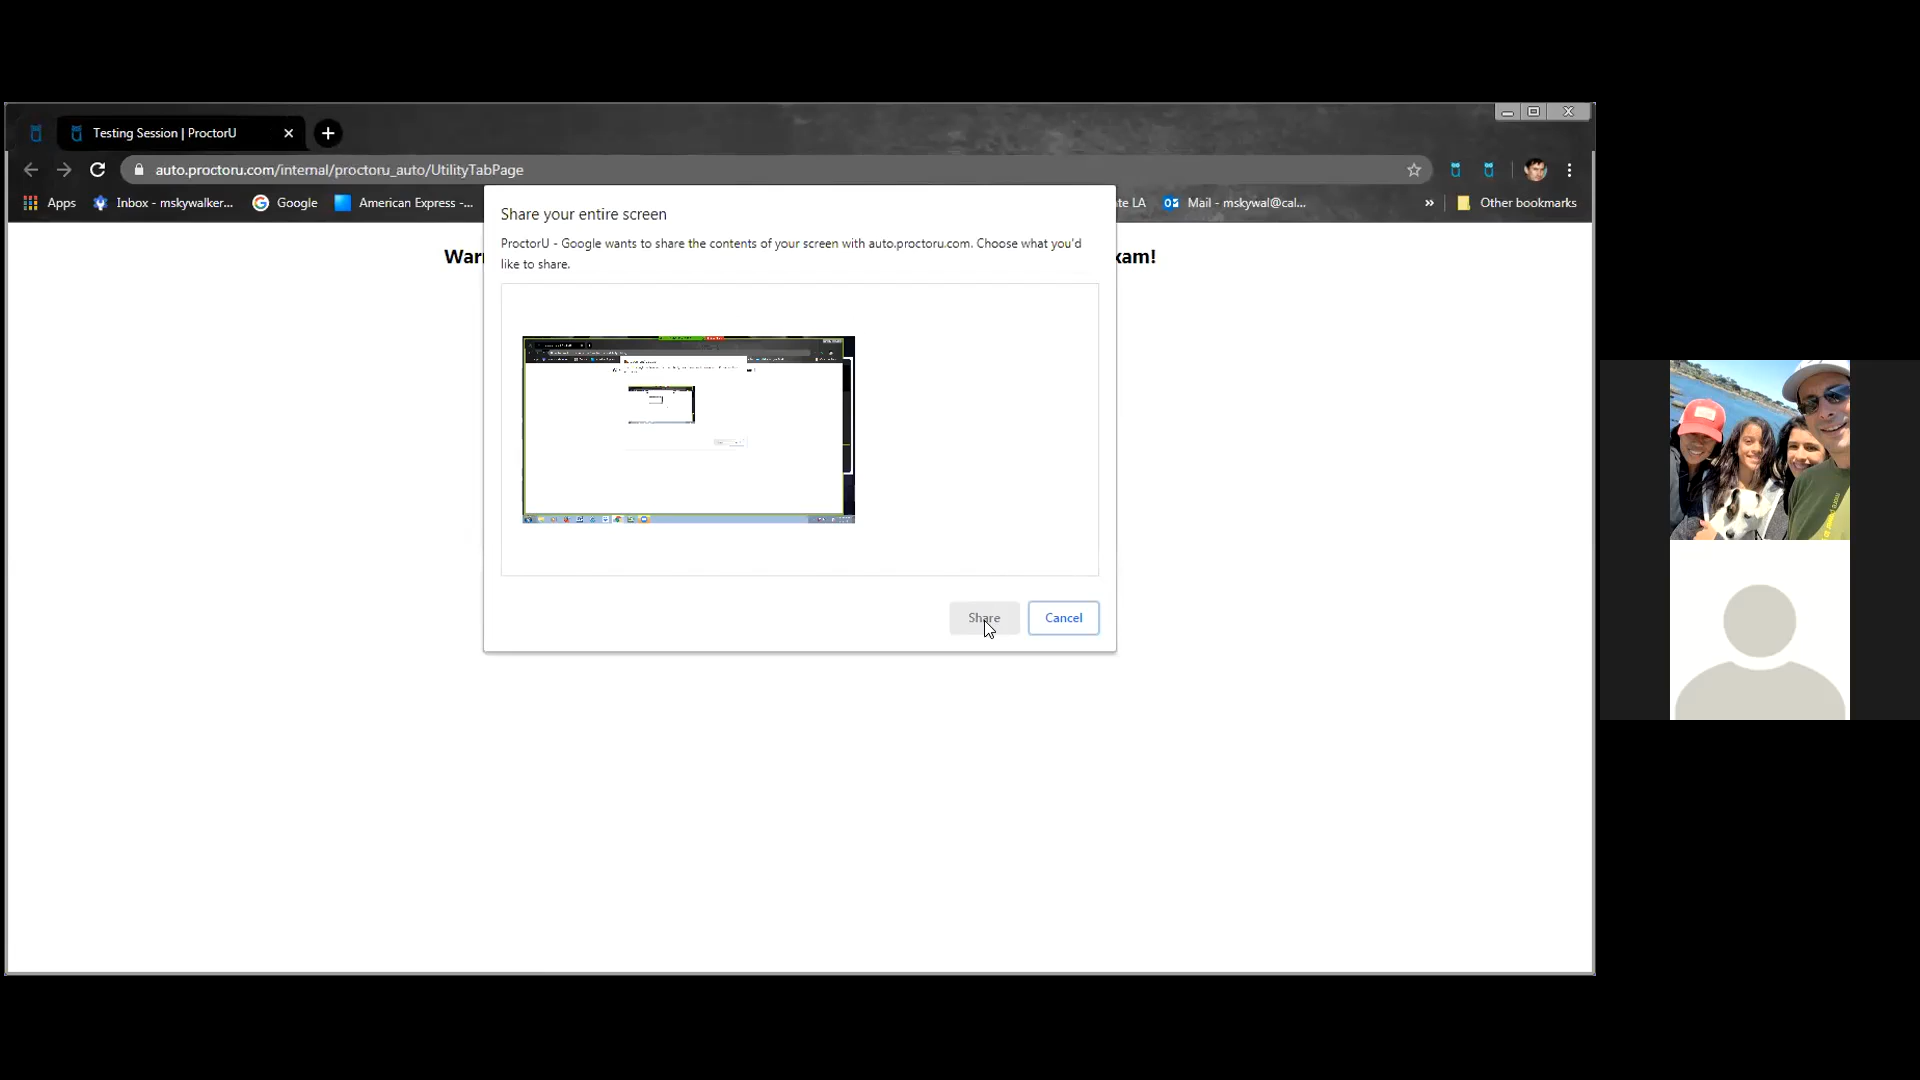 Testing Session | ProctorU
auto.proctoru.com/internal/proctoru_auto/UtilityTabPage
Apps Inbox - mskywalker... Google American Express -... te LA Mail - mskywal@cal... » Other bookmarks
Share your entire screen
ProctorU - Google wants to share the contents of your screen with auto.proctoru.com. Choose what you'd
like to share.
Warn xam!
Share Cancel